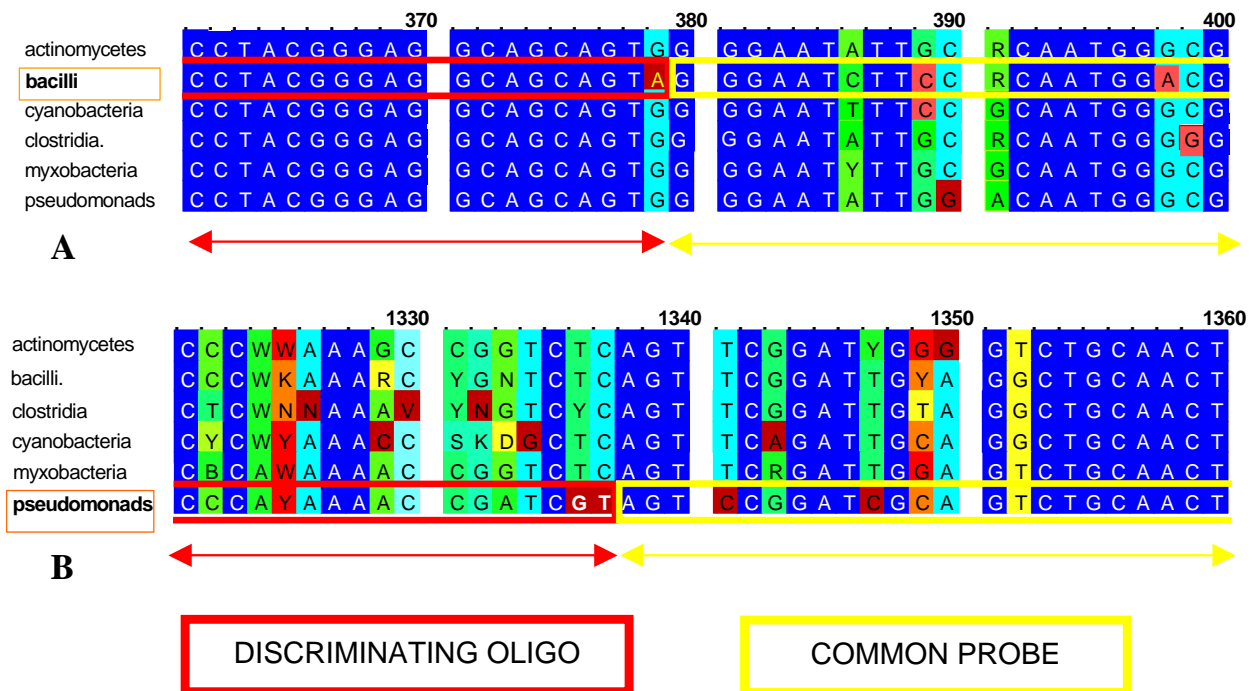 370 380 390 400
actinomycetes C C T A C G G G A G G C A G C A G T G G G G A A T A T T G C R C A A T G G G C G
bacilli C C T A C G G G A G G C A G C A G T A G G G A A T C T T C C R C A A T G G A C G
cyanobacteria C C T A C G G G A G G C A G C A G T G G G G A A T T T T C C G C A A T G G G C G
clostridia. C C T A C G G G A G G C A G C A G T G G G G A A T A T T G C R C A A T G G G G G
myxobacteria C C T A C G G G A G G C A G C A G T G G G G A A T Y T T G C G C A A T G G G C G
pseudomonads C C T A C G G G A G G C A G C A G T G G G G A A T A T T G G A C A A T G G G C G
A
1330 1340 1350 1360
actinomycetes C C C W W A A A G C C G G T C T C A G T T C G G A T Y G G G G T C T G C A A C T
bacilli. C C C W K A A A R C Y G N T C T C A G T T C G G A T T G Y A G G C T G C A A C T
clostridia C T C W N N A A A V Y N G T C Y C A G T T C G G A T T G T A G G C T G C A A C T
cyanobacteria C Y C W Y A A A C C S K D G C T C A G T T C A G A T T G C A G G C T G C A A C T
myxobacteria C B C A W A A A A C C G G T C T C A G T T C R G A T T G G A G T C T G C A A C T
pseudomonads C C C A Y A A A A C C G A T C G T A G T C C G G A T C G C A G T C T G C A A C T
B
DISCRIMINATING OLIGO COMMON PROBE